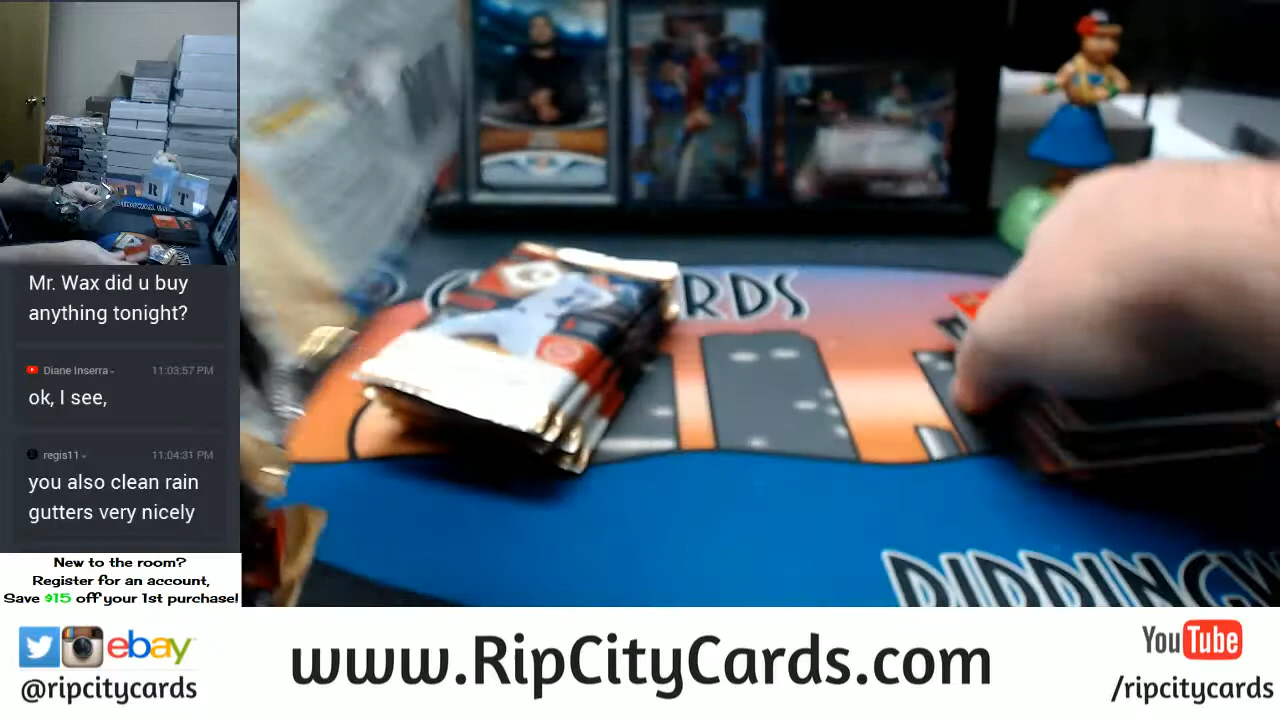 Mr. Wax did u buy
anything tonight?
Diane Inserra
11:03:57 PM
ok, I see,
regis11
11:04:31 PM
you also clean rain
gutters very nicely
New to the room?
Register for an account,
Save $15 off your 1st purchase!
RDS
RIPPINGW
ebay
@ripcitycards
www.RipCityCards.com
YouTube
/ripcitycards